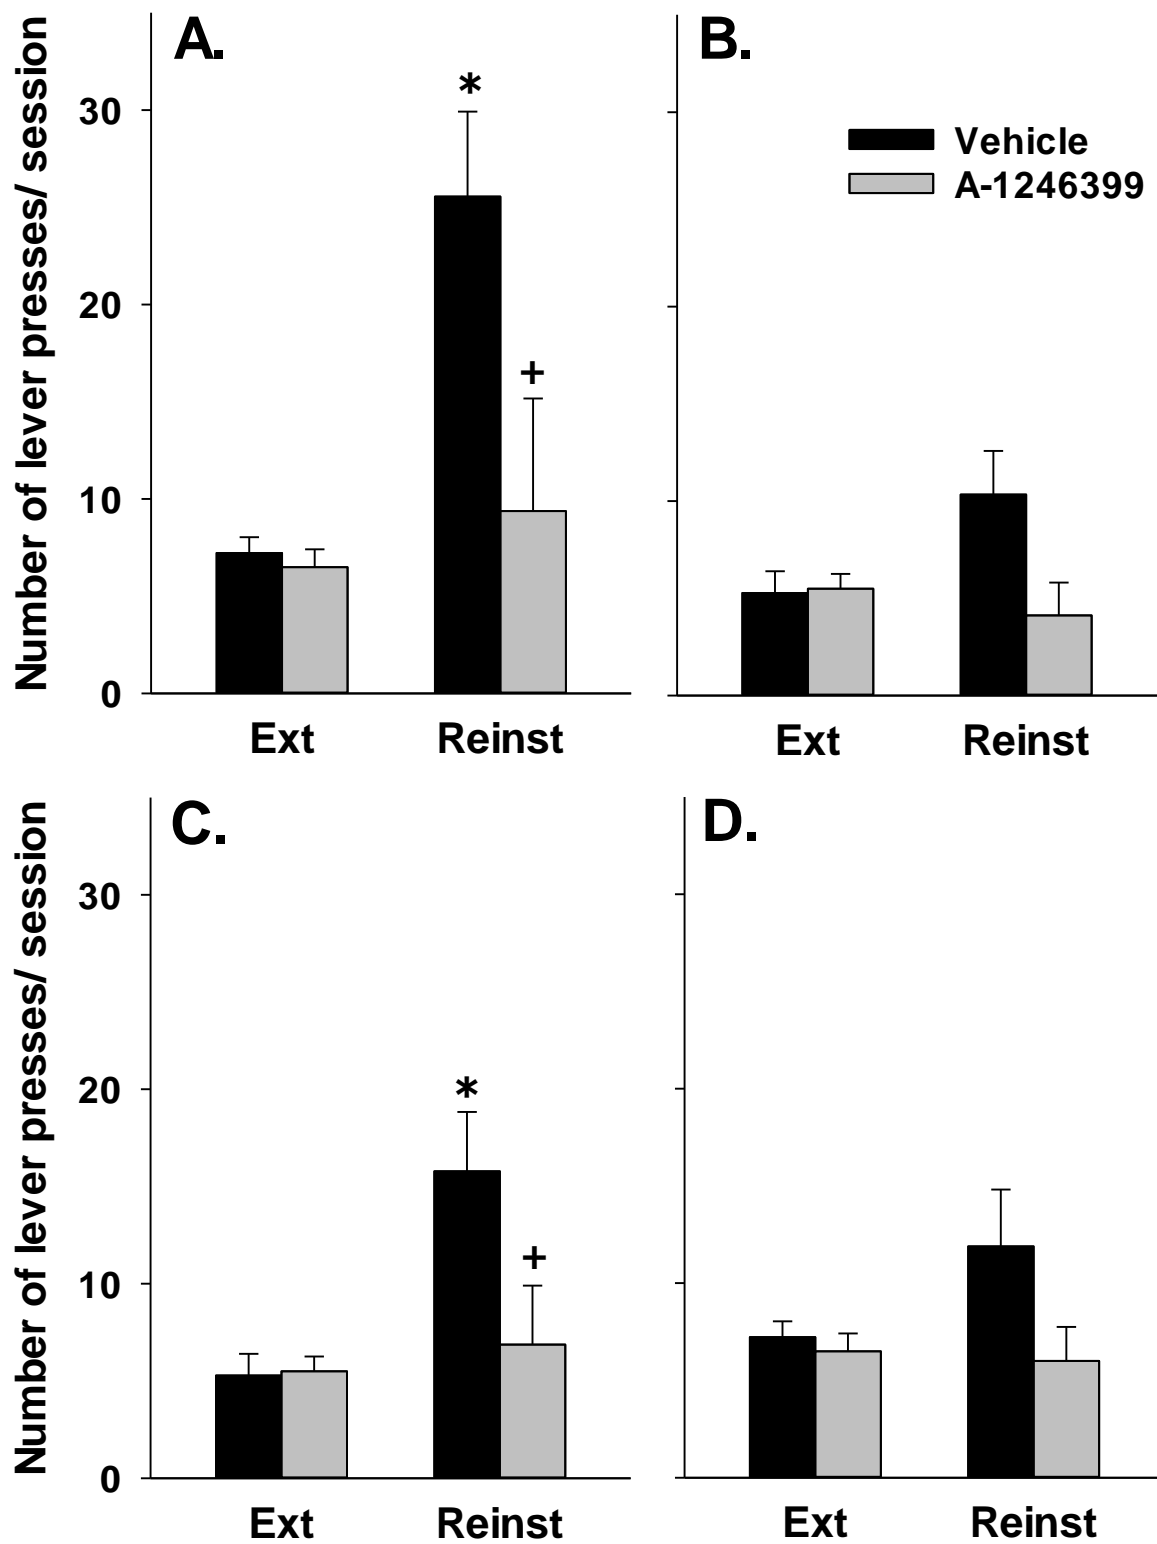 A.
B.
Number of lever presses/ session
30
20
10
0
*
+
Vehicle
A-1246399
Ext
Reinst
Ext
Reinst
C.
D.
Number of lever presses/ session
30
20
10
0
*
+
Ext
Reinst
Ext
Reinst